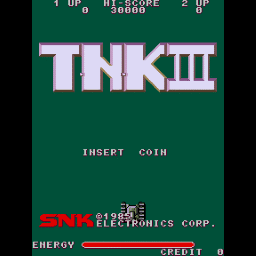 1 UP HI-SCORE 2 UP
0 30000 0
TNKIII
INSERT COIN
SNK ©1985
ELECTRONICS CORP.
ENERGY
CREDIT 0